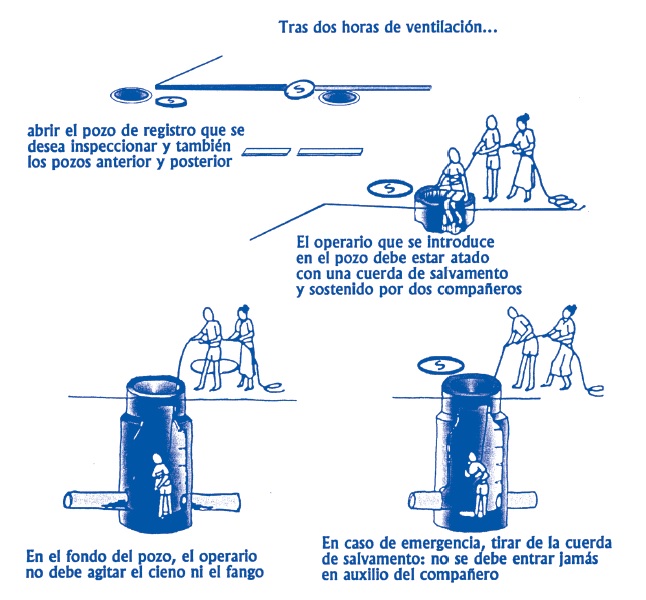 Tras dos horas de ventilación...
S
S
abrir el pozo de registro que se
desea inspeccionar y también
los pozos anterior y posterior
S
El operario que se introduce
en el pozo debe estar atado
con una cuerda de salvamento
y sostenido por dos compañeros
S
En el fondo del pozo, el operario
no debe agitar el cieno ni el fango
En caso de emergencia, tirar de la cuerda
de salvamento: no se debe entrar jamás
en auxilio del compañero